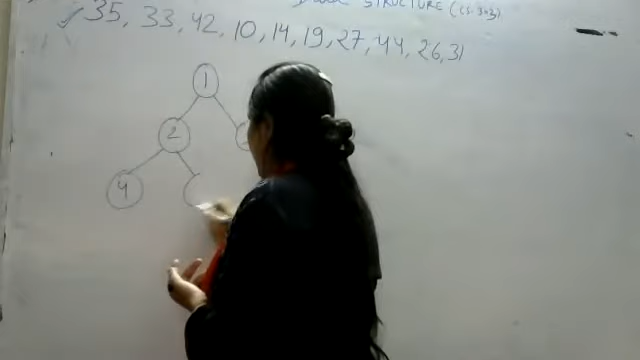 STRUCTURE (CS-303)
35, 33, 42, 10, 14, 19, 27, 44, 26, 31
1
2
4